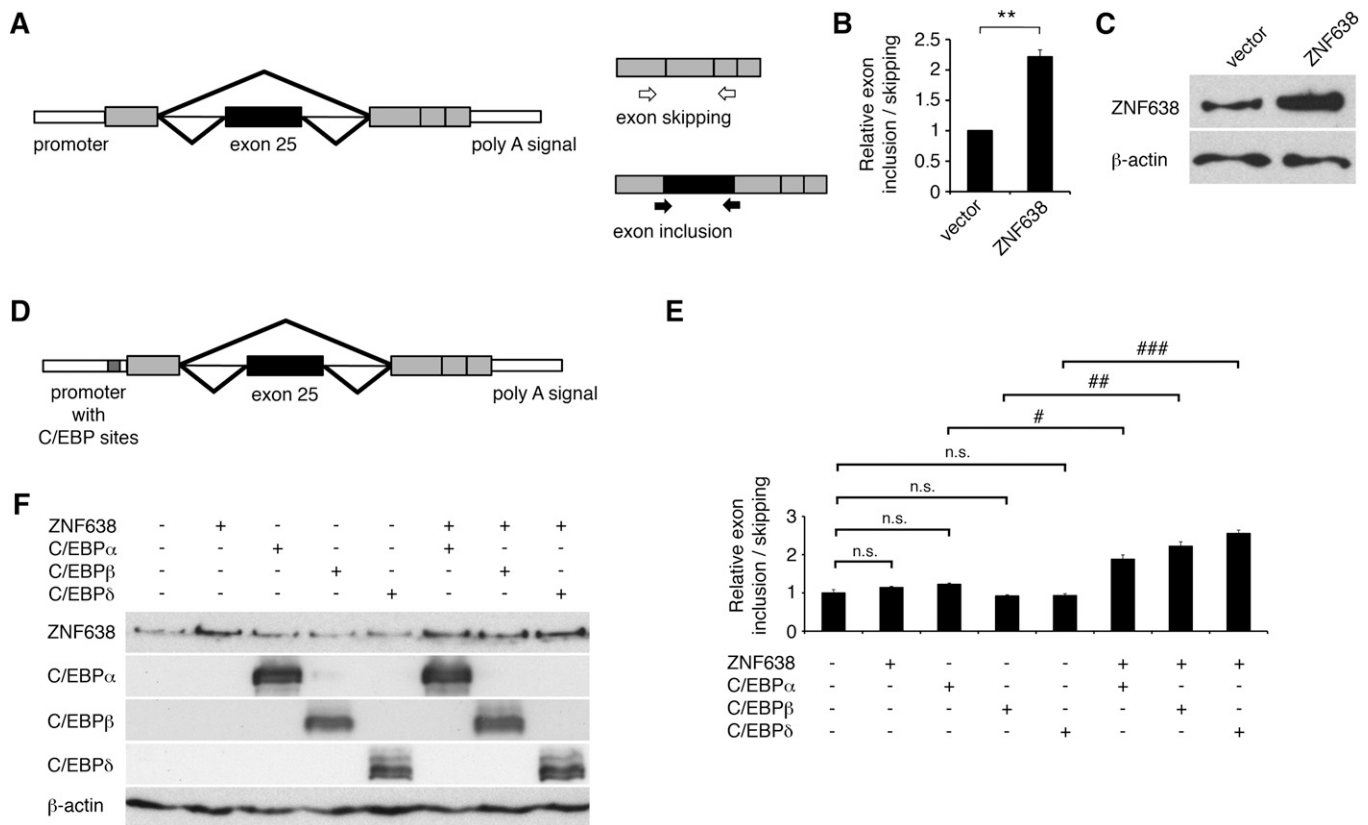 A
promoter
exon 25
poly A signal
exon skipping
exon inclusion
B
Relative exon
inclusion / skipping
**
2.5
2
1.5
1
2.5
0
vector
ZNF638
C
vector
ZNF638
ZNF638
β-actin
D
promoter
with
C/EBP sites
exon 25
poly A signal
E
###
##
#
n.s.
n.s.
n.s.
n.s.
Relative exon
inclusion / skipping
3
2
1
0
ZNF638 - + - - - + + +
C/EBPα - - + - - + - -
C/EBPβ - - - + - - + -
C/EBPδ - - - - + - - +
F
ZNF638 - + - - - + + +
C/EBPα - - + - - + - -
C/EBPβ - - - + - - + -
C/EBPδ - - - - + - - +
ZNF638
C/EBPα
C/EBPβ
C/EBPδ
β-actin